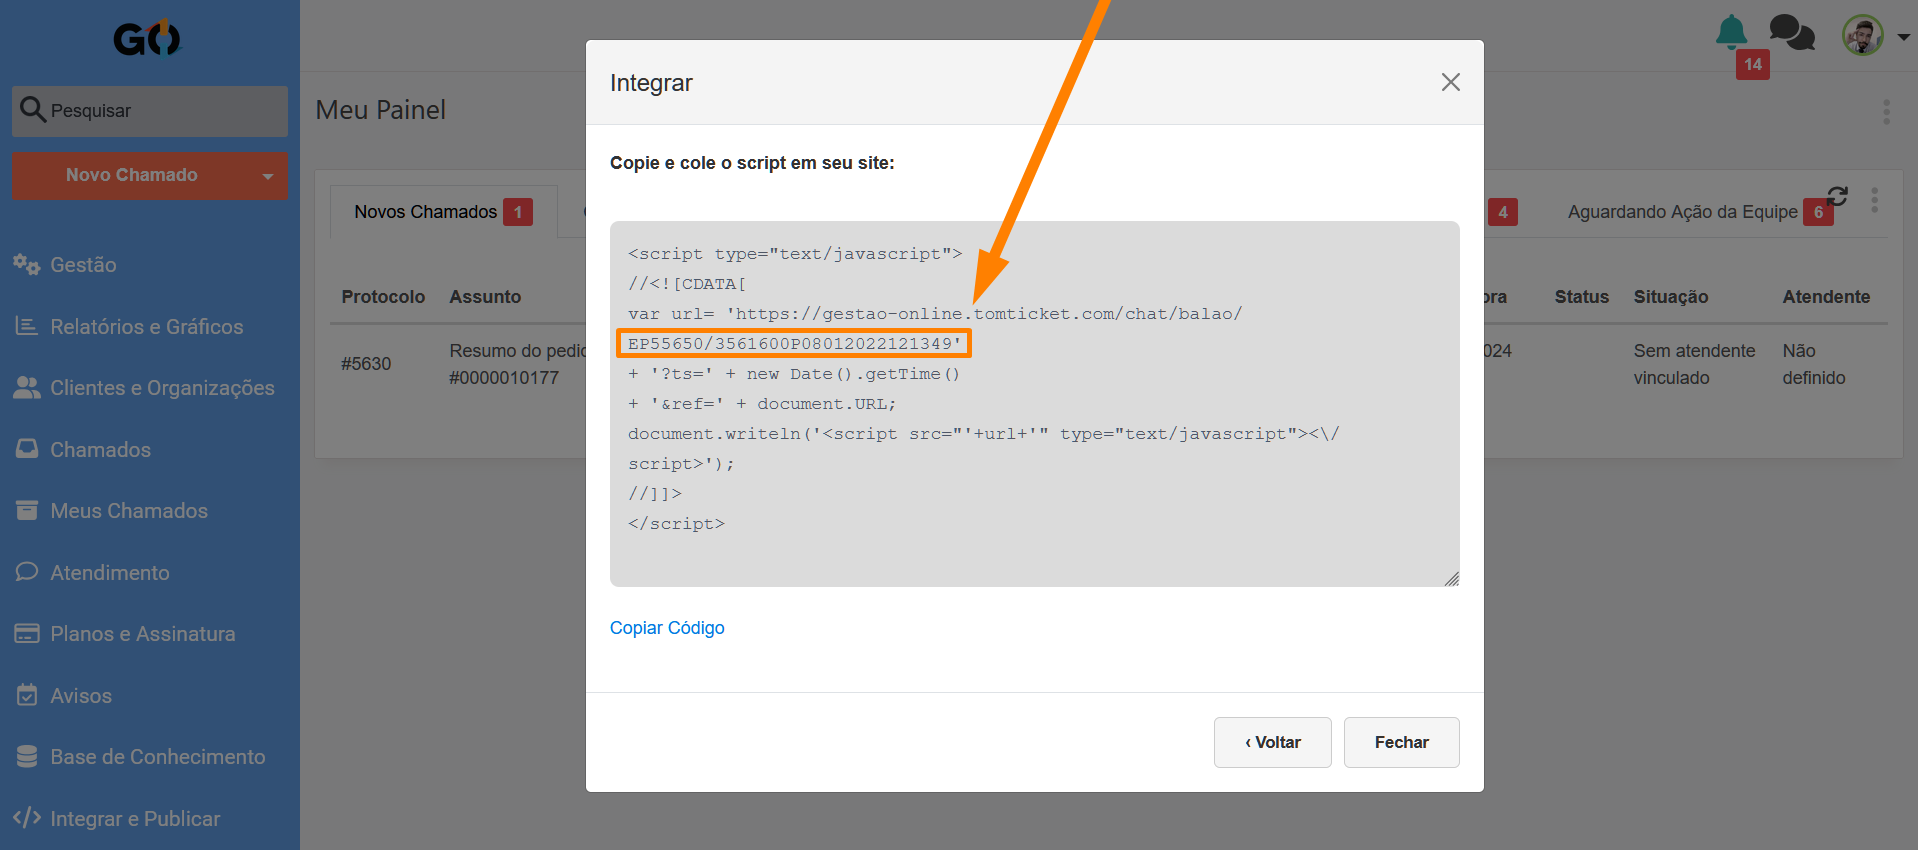 GO
14
Pesquisar
Novo Chamado
Gestão
Relatórios e Gráficos
Clientes e Organizações
Chamados
Meus Chamados
Atendimento
Planos e Assinatura
Avisos
Base de Conhecimento
Integrar e Publicar
Meu Painel
Novos Chamados 1
4
Aguardando Ação da Equipe 6
Protocolo Assunto
Status Situação Atendente
#5630
Resumo do
#0000010177
Sem atendente
vinculado
Não
definido
Integrar
Copie e cole o script em seu site:
<script type="text/javascript">
//<![CDATA[
var url= 'https://gestao-online.tomticket.com/chat/balao/
EP55650/3561600P08012022121349'
+ '?ts=' + new Date().getTime()
+ '&ref=' + document.URL;
document.writeln('<script src="'+url+'" type="text/javascript"><\/
script>');
//]]>
</script>
Copiar Código
‹ Voltar
Fechar